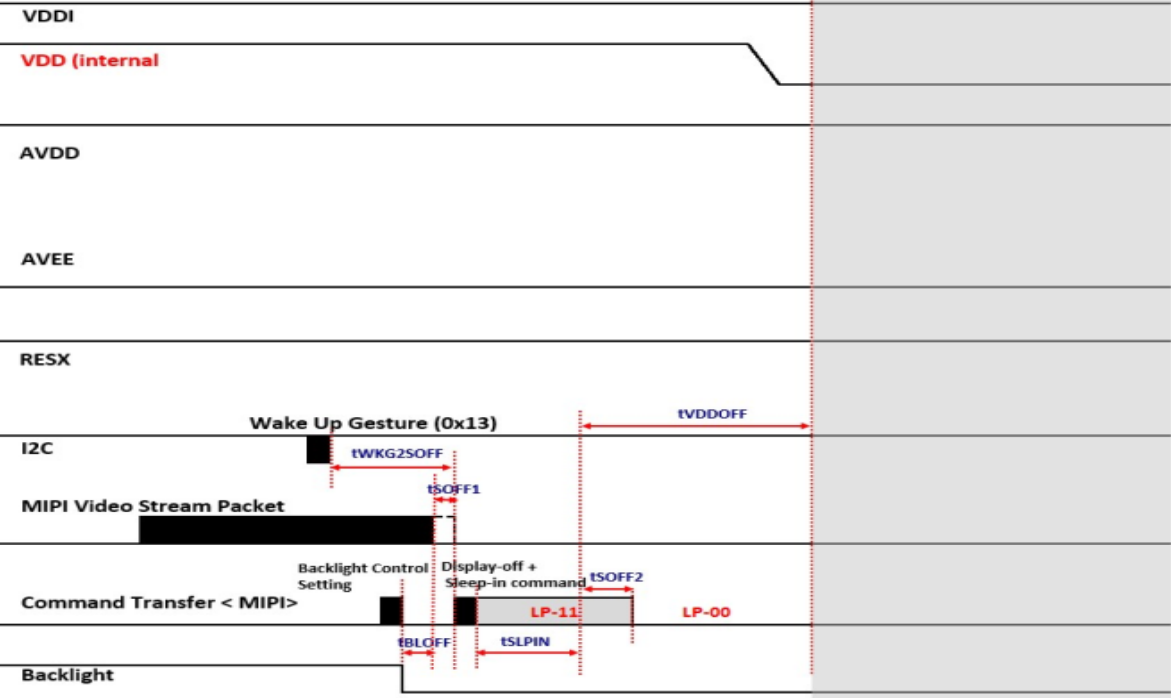 VDDI
VDD (internal
AVDD
AVEE
RESX
tVDDOFF
Wake Up Gesture (0x13)
I2C
tWKG2SOFF
tSOFF1
MIPI Video Stream Packet
Backlight Control
Setting
Display-off +
Sleep-in command
tSOFF2
Command Transfer < MIPI>
LP-11
LP-00
tBLOFF
tSLPIN
Backlight